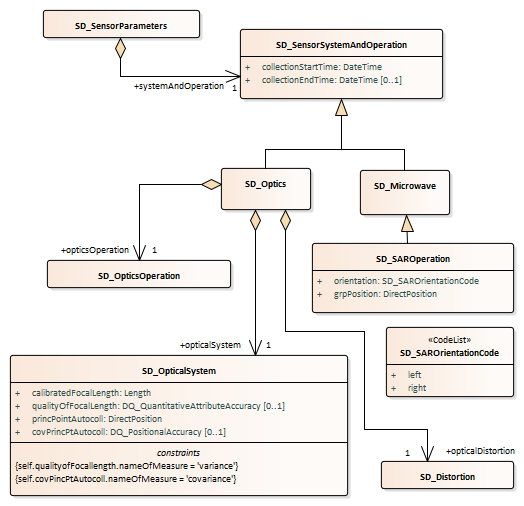 SD_SensorParameters
SD_SensorSystemAndOperation
+ collectionStartTime: DateTime
+ collectionEndTime: DateTime [0..1]
+systemAndOperation
1
SD_Optics
SD_Microwave
+opticsOperation
1
SD_OpticsOperation
SD_SAROperation
+ orientation: SD_SAROrientationCode
+ grpPosition: DirectPosition
«CodeList»
SD_SAROrientationCode
+ left
+ right
+opticalSystem
1
SD_OpticalSystem
+ calibratedFocalLength: Length
+ qualityOfFocalLength: DQ_QuantitativeAttributeAccuracy [0..1]
+ princPointAutocoll: DirectPosition
+ covPrincPtAutocoll: DQ_PositionalAccuracy [0..1]
constraints
{self.qualityofFocallength.nameOfMeasure = 'variance'}
{self.covPincPtAutocoll.nameOfMeasure = 'covariance'}
1
+opticalDistortion
SD_Distortion